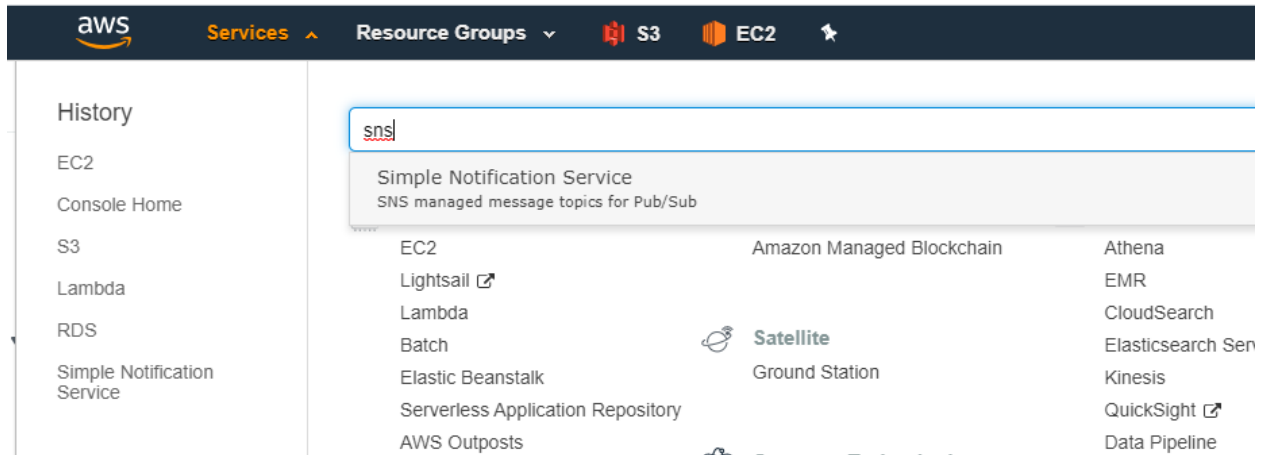 aws
Services
Resource Groups
S3
EC2
History
EC2
Console Home
S3
Lambda
RDS
Simple Notification
Service
sns
Simple Notification Service
SNS managed message topics for Pub/Sub
EC2
Lightsail
Lambda
Batch
Elastic Beanstalk
Serverless Application Repository
AWS Outposts
Amazon Managed Blockchain
Satellite
Ground Station
Athena
EMR
CloudSearch
Elasticsearch Serv
Kinesis
QuickSight
Data Pipeline